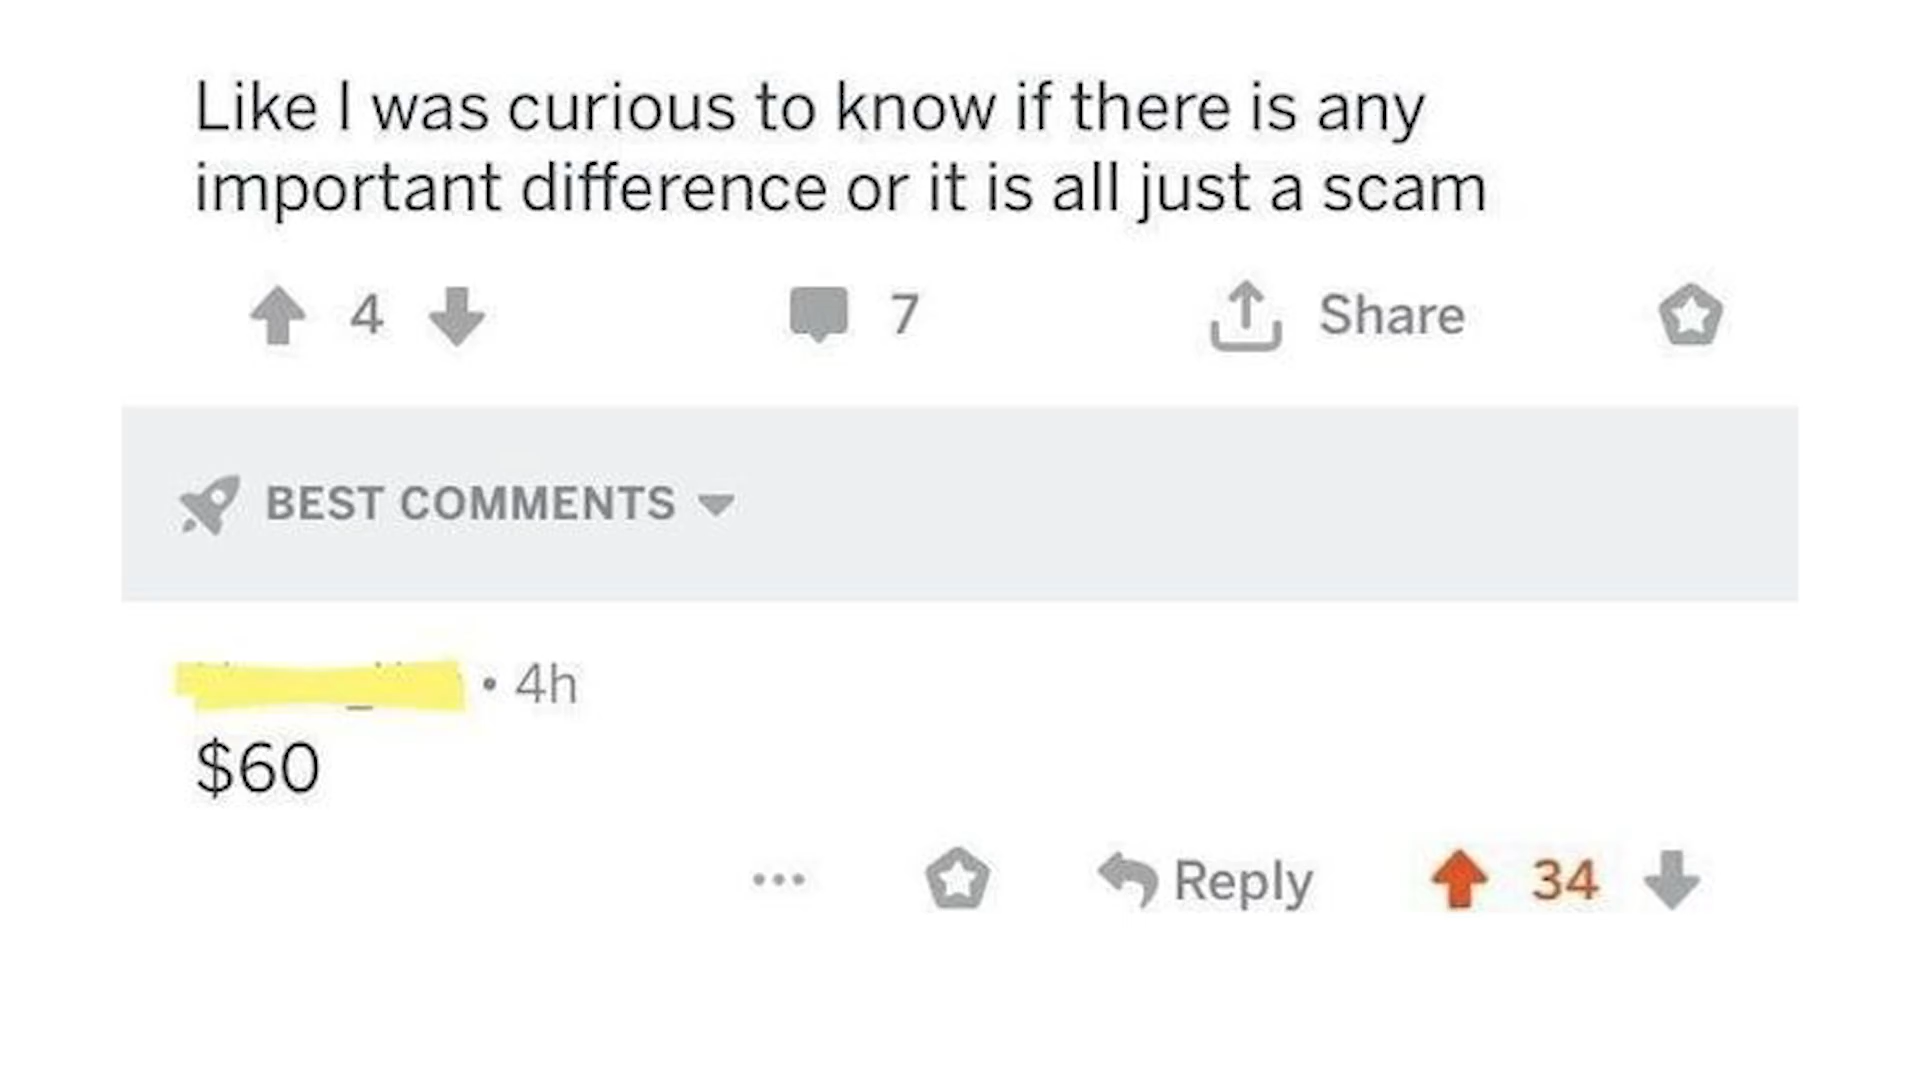 Like I was curious to know if there is any
important difference or it is all just a scam
4 7 Share
BEST COMMENTS
• 4h
$60
... Reply 34